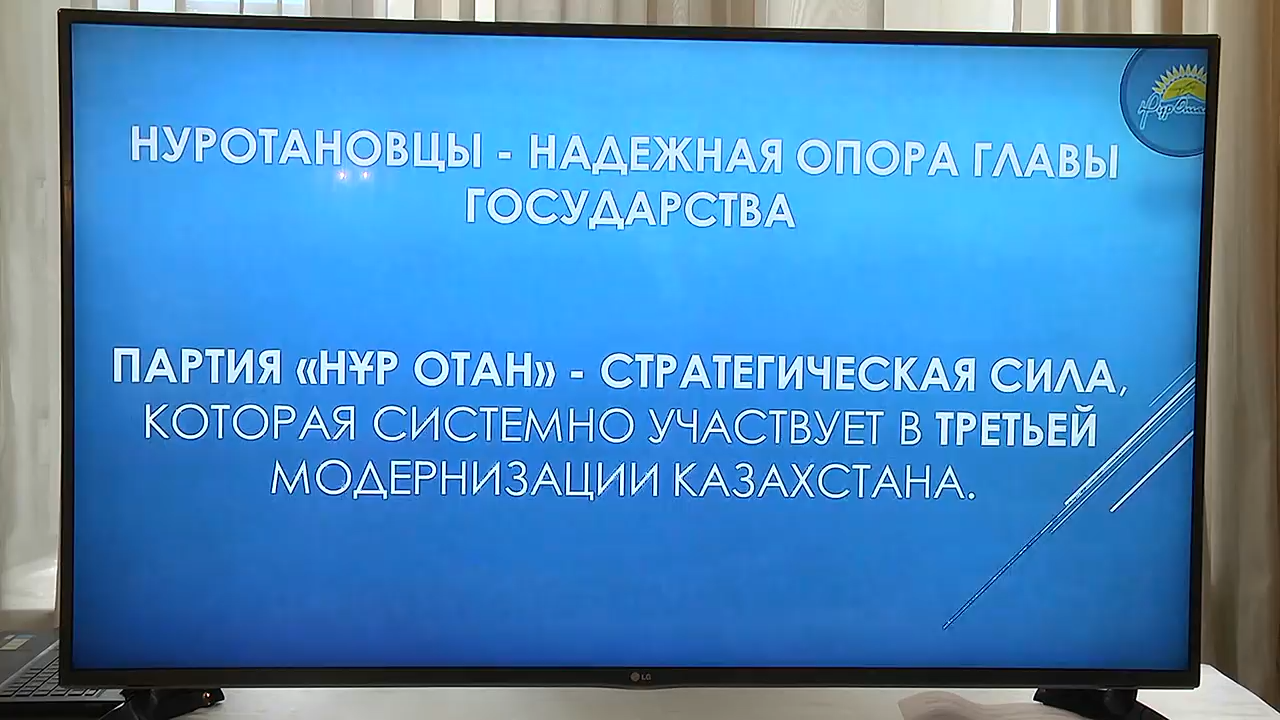 НУРОТАНОВЦЫ - НАДЕЖНАЯ ОПОРА ГЛАВЫ
ГОСУДАРСТВА
ПАРТИЯ «НҰР ОТАН» - СТРАТЕГИЧЕСКАЯ СИЛА,
КОТОРАЯ СИСТЕМНО УЧАСТВУЕТ В ТРЕТЬЕЙ
МОДЕРНИЗАЦИИ КАЗАХСТАНА.
LG